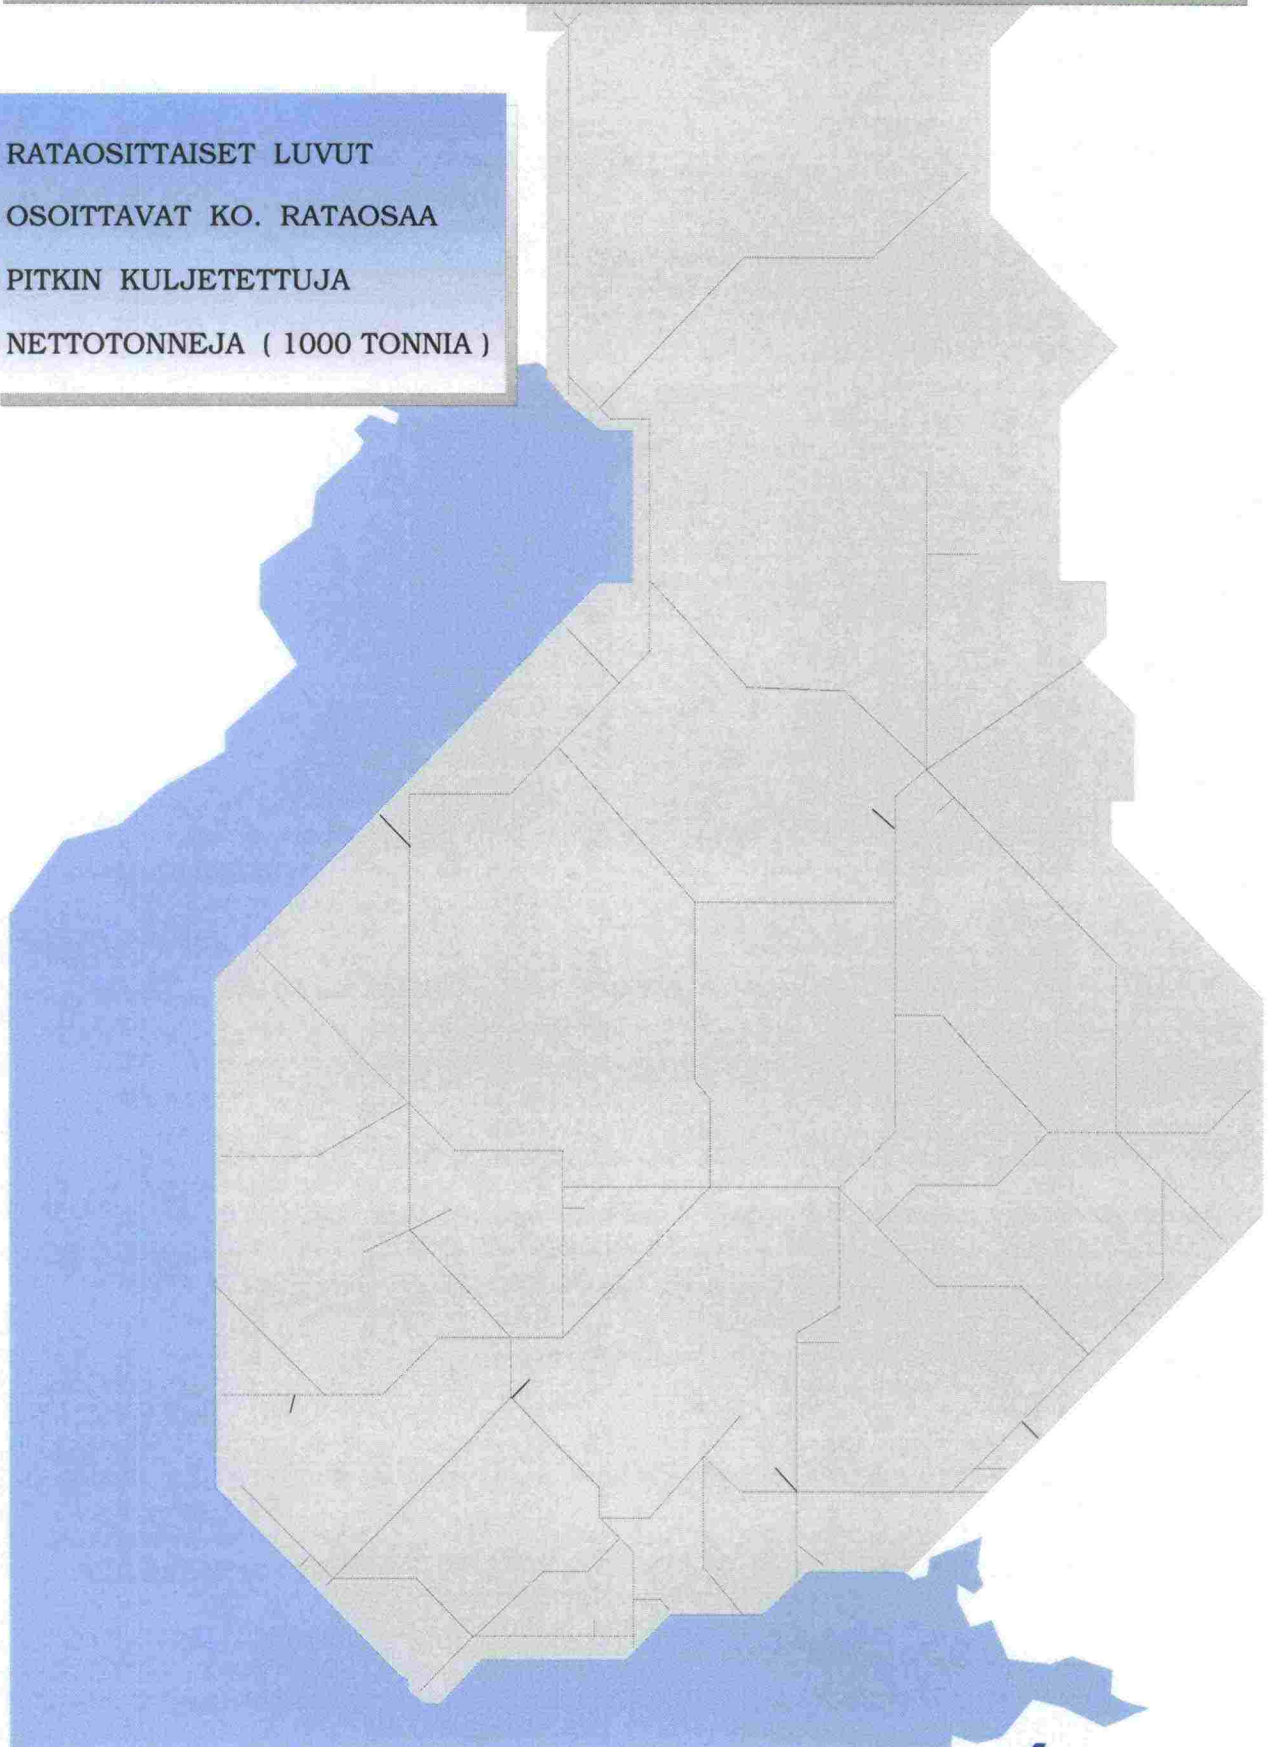 RATAOSITTAISET LUVUT
OSOITTAVAT KO. RATAOSAA
PITKIN KULJETETTUJA
NETTOTONNEJA ( 1000 TONNIA )